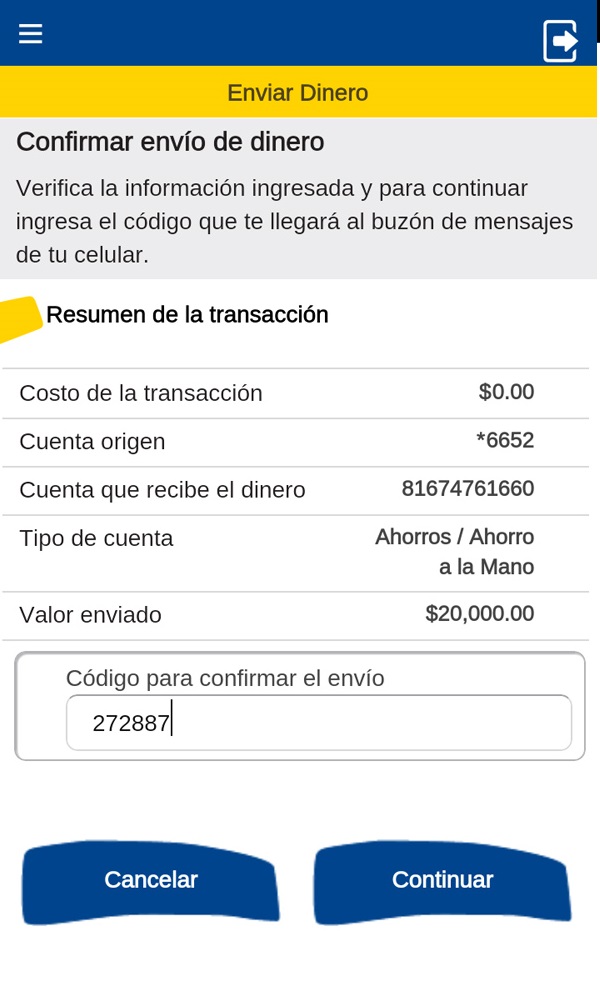 Enviar Dinero
Confirmar envío de dinero
Verifica la información ingresada y para continuar
ingresa el código que te llegará al buzón de mensajes
de tu celular.
Resumen de la transacción
Costo de la transacción $0.00
Cuenta origen *6652
Cuenta que recibe el dinero 81674761660
Tipo de cuenta Ahorros / Ahorro
a la Mano
Valor enviado $20,000.00
Código para confirmar el envío
272887
Cancelar Continuar